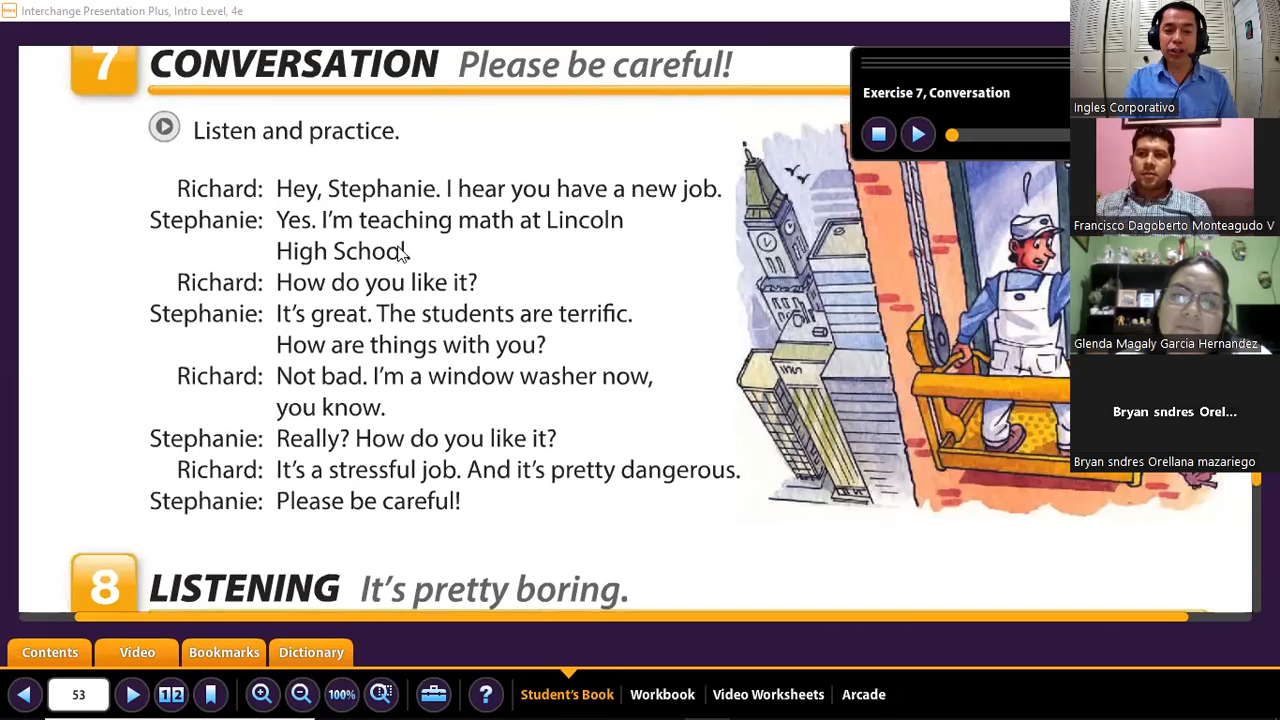 Interchange Presentation Plus, Intro Level, 4e
7 CONVERSATION Please be careful!
Exercise 7, Conversation
Listen and practice.
Richard: Hey, Stephanie. I hear you have a new job.
Stephanie: Yes. I'm teaching math at Lincoln
High School.
Richard: How do you like it?
Stephanie: It's great. The students are terrific.
How are things with you?
Richard: Not bad. I'm a window washer now,
you know.
Stephanie: Really? How do you like it?
Richard: It's a stressful job. And it's pretty dangerous.
Stephanie: Please be careful!
8 LISTENING It's pretty boring.
Ingles Corporativo
Francisco Dagoberto Monteagudo V
Glenda Magaly Garcia Hernandez
Bryan sndres Orel...
Bryan sndres Orellana mazariego
Contents Video Bookmarks Dictionary
53 12 100% ? Student's Book Workbook Video Worksheets Arcade